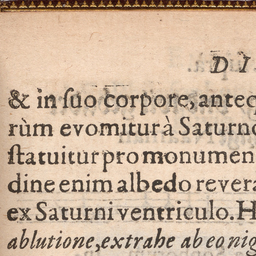 DI
& in ſuo corpore, anteq
rùm evomitur à Saturno
ſtatuitur pro monumen
dine enim albedo revera
ex Saturni ventriculo. H
ablutione, extrahe ab eo nig